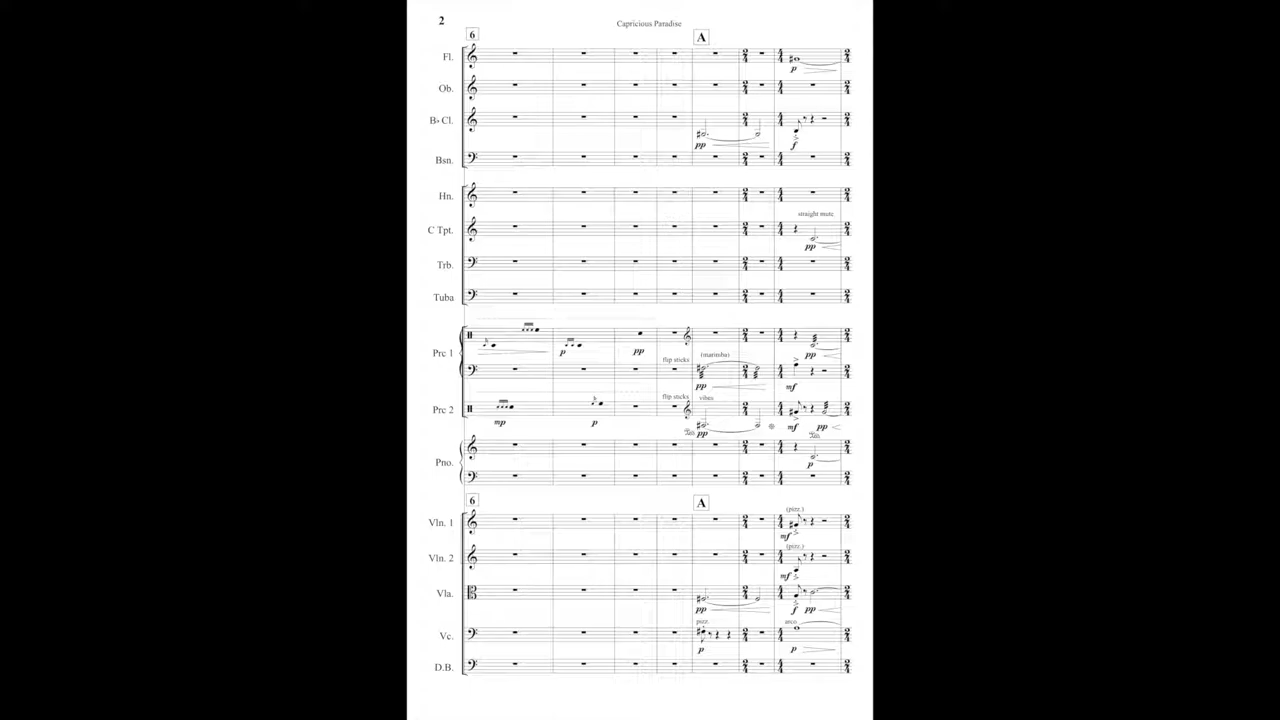 2
Capricious Paradise
6
A
Fl.
p
Ob.
B♭ Cl.
pp
f
Bsn.
Hn.
straight mute
C Tpt.
pp
Trb.
Tuba
Prc 1
p
pp
pp
flip sticks
(marimba)
pp
mf
flip sticks
vibes
Prc 2
mp
p
pp
mf
pp
Pno.
p
6
A
(pizz.)
Vln. 1
mf
(pizz.)
Vln. 2
mf
Vla.
pp
f
pp
pizz.
arco
Vc.
p
p
D.B.